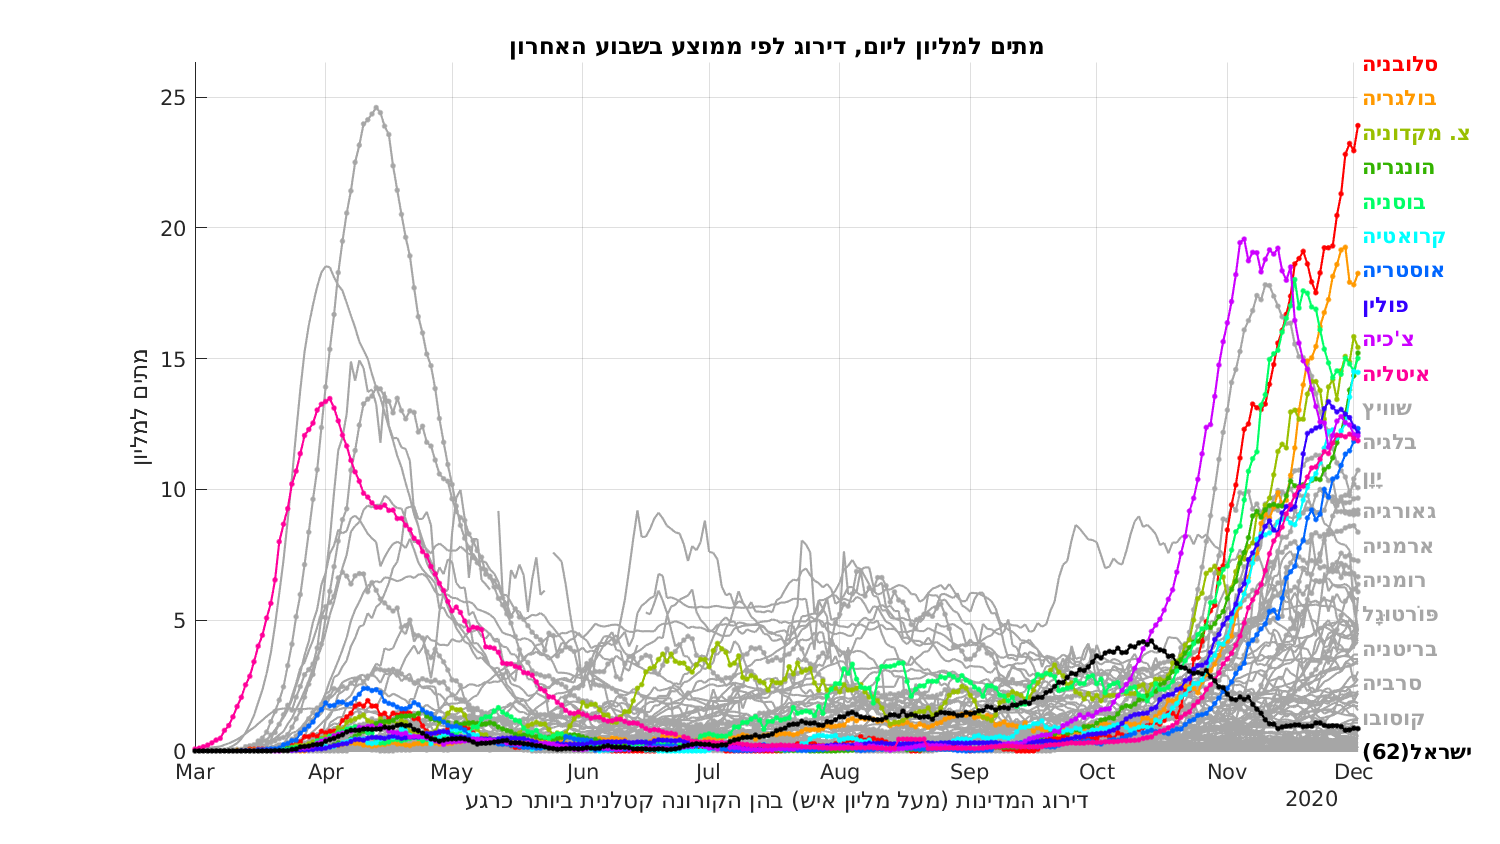 מתים למליון ליום, דירוג לפי ממוצע בשבוע האחרון
סלובניה
בולגריה
צ. מקדוניה
הונגריה
בוסניה
קרואטיה
אוסטריה
פולין
צ'כיה
איטליה
שוויץ
בלגיה
יָוָן
גאורגיה
ארמניה
רומניה
פּוֹרטוּגָל
בריטניה
סרביה
קוסובו
ישראל(62)
מתים למליון
25
20
15
10
5
0
Mar Apr May Jun Jul Aug Sep Oct Nov Dec
2020
דירוג המדינות (מעל מליון איש) בהן הקורונה קטלנית ביותר כרגע